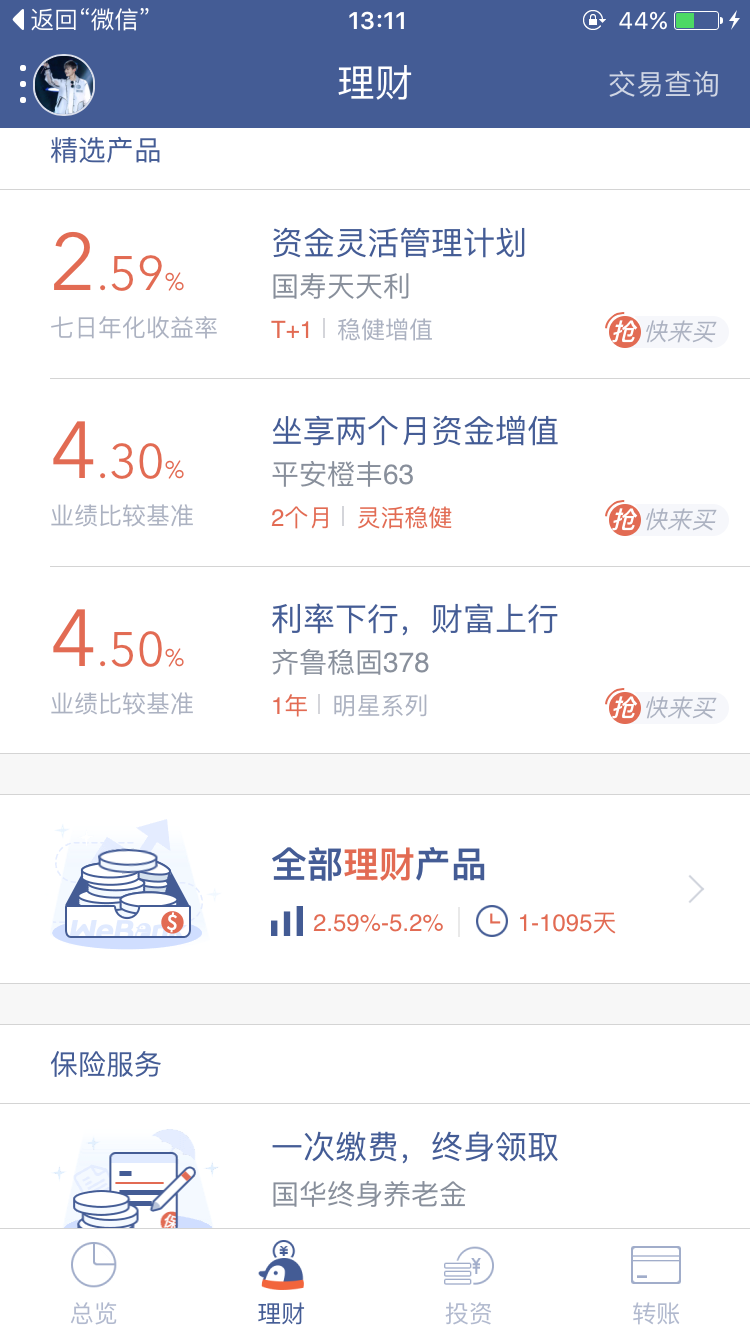 返回“微信”
13:11
44%
理财
交易查询
精选产品
2.59%
七日年化收益率
资金灵活管理计划
国寿天天利
T+1 | 稳健增值
抢 快来买
4.30%
业绩比较基准
坐享两个月资金增值
平安橙丰63
2个月 | 灵活稳健
抢 快来买
4.50%
业绩比较基准
利率下行，财富上行
齐鲁稳固378
1年 | 明星系列
抢 快来买
WeBank
$
全部理财产品
2.59%-5.2%
1-1095天
保险服务
一次缴费，终身领取
国华终身养老金
保
总览
¥
理财
¥
投资
转账